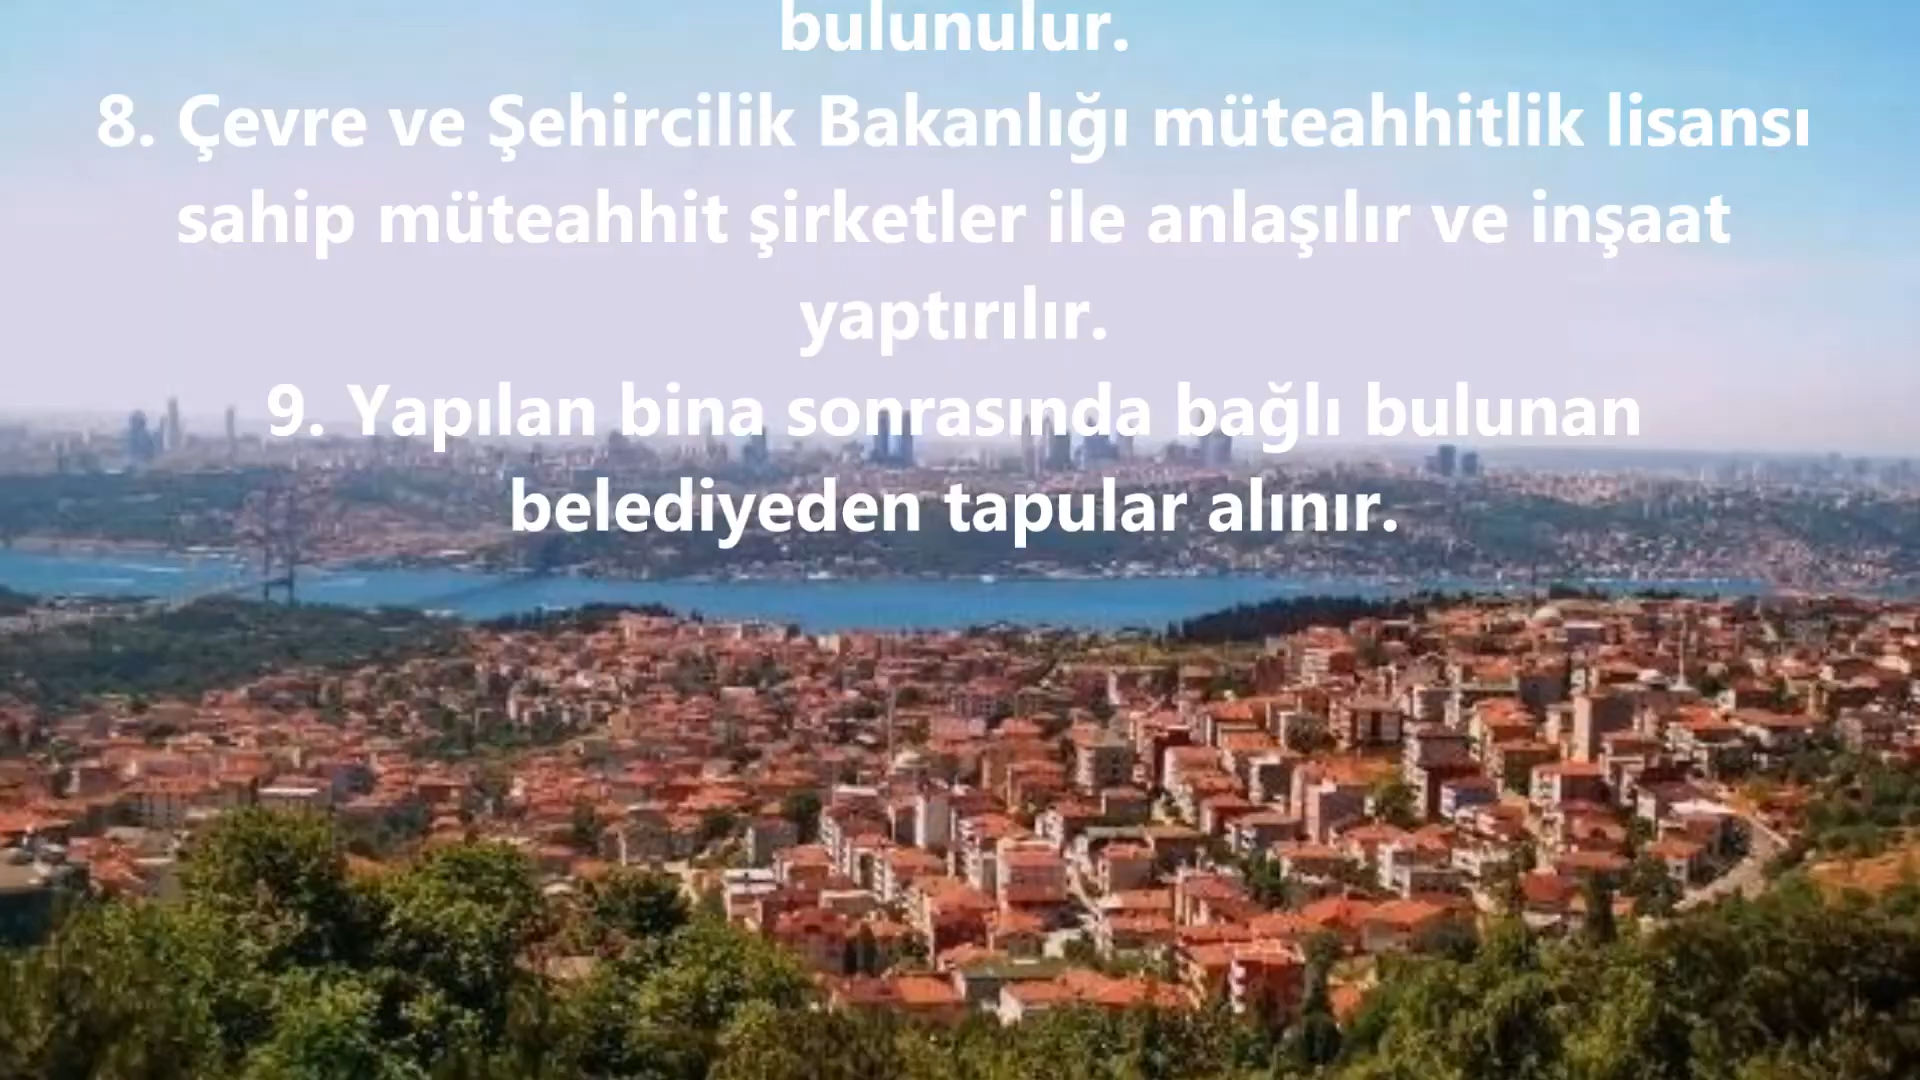 bulunulur.
8. Çevre ve Şehircilik Bakanlığı müteahhitlik lisansı
sahip müteahhit şirketler ile anlaşılır ve inşaat
yaptırılır.
9. Yapılan bina sonrasında bağlı bulunan
belediyeden tapular alınır.